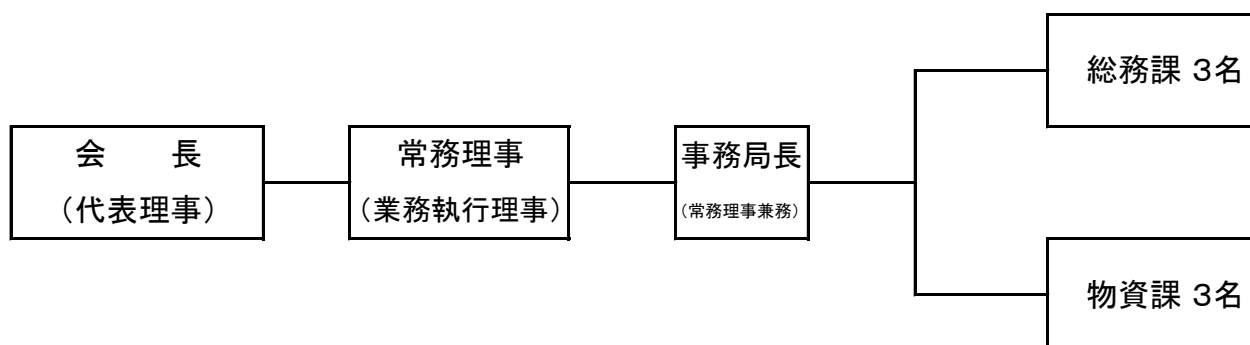 会　　長
（代表理事）
常務理事
（業務執行理事）
事務局長
（常務理事兼務）
総務課 3名
物資課 3名